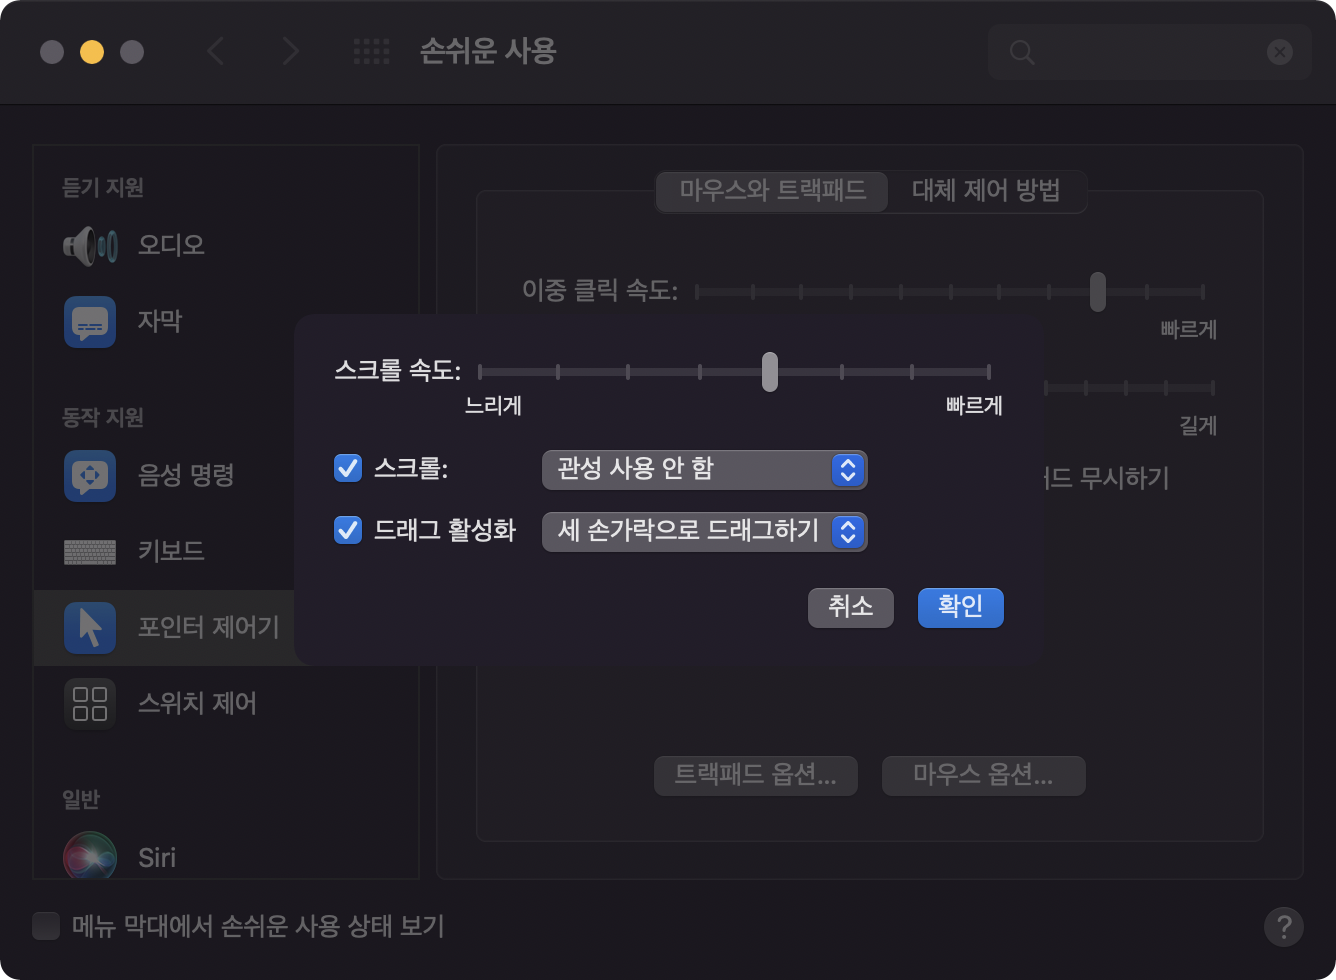 손쉬운 사용
듣기 지원
오디오
자막
동작 지원
음성 명령
키보드
포인터 제어기
스위치 제어
일반
Siri
마우스와 트랙패드
대체 제어 방법
이중 클릭 속도:
빠르게
길게
드 무시하기
스크롤 속도:
느리게
빠르게
스크롤:
관성 사용 안 함
드래그 활성화
세 손가락으로 드래그하기
취소
확인
트랙패드 옵션...
마우스 옵션...
메뉴 막대에서 손쉬운 사용 상태 보기
?